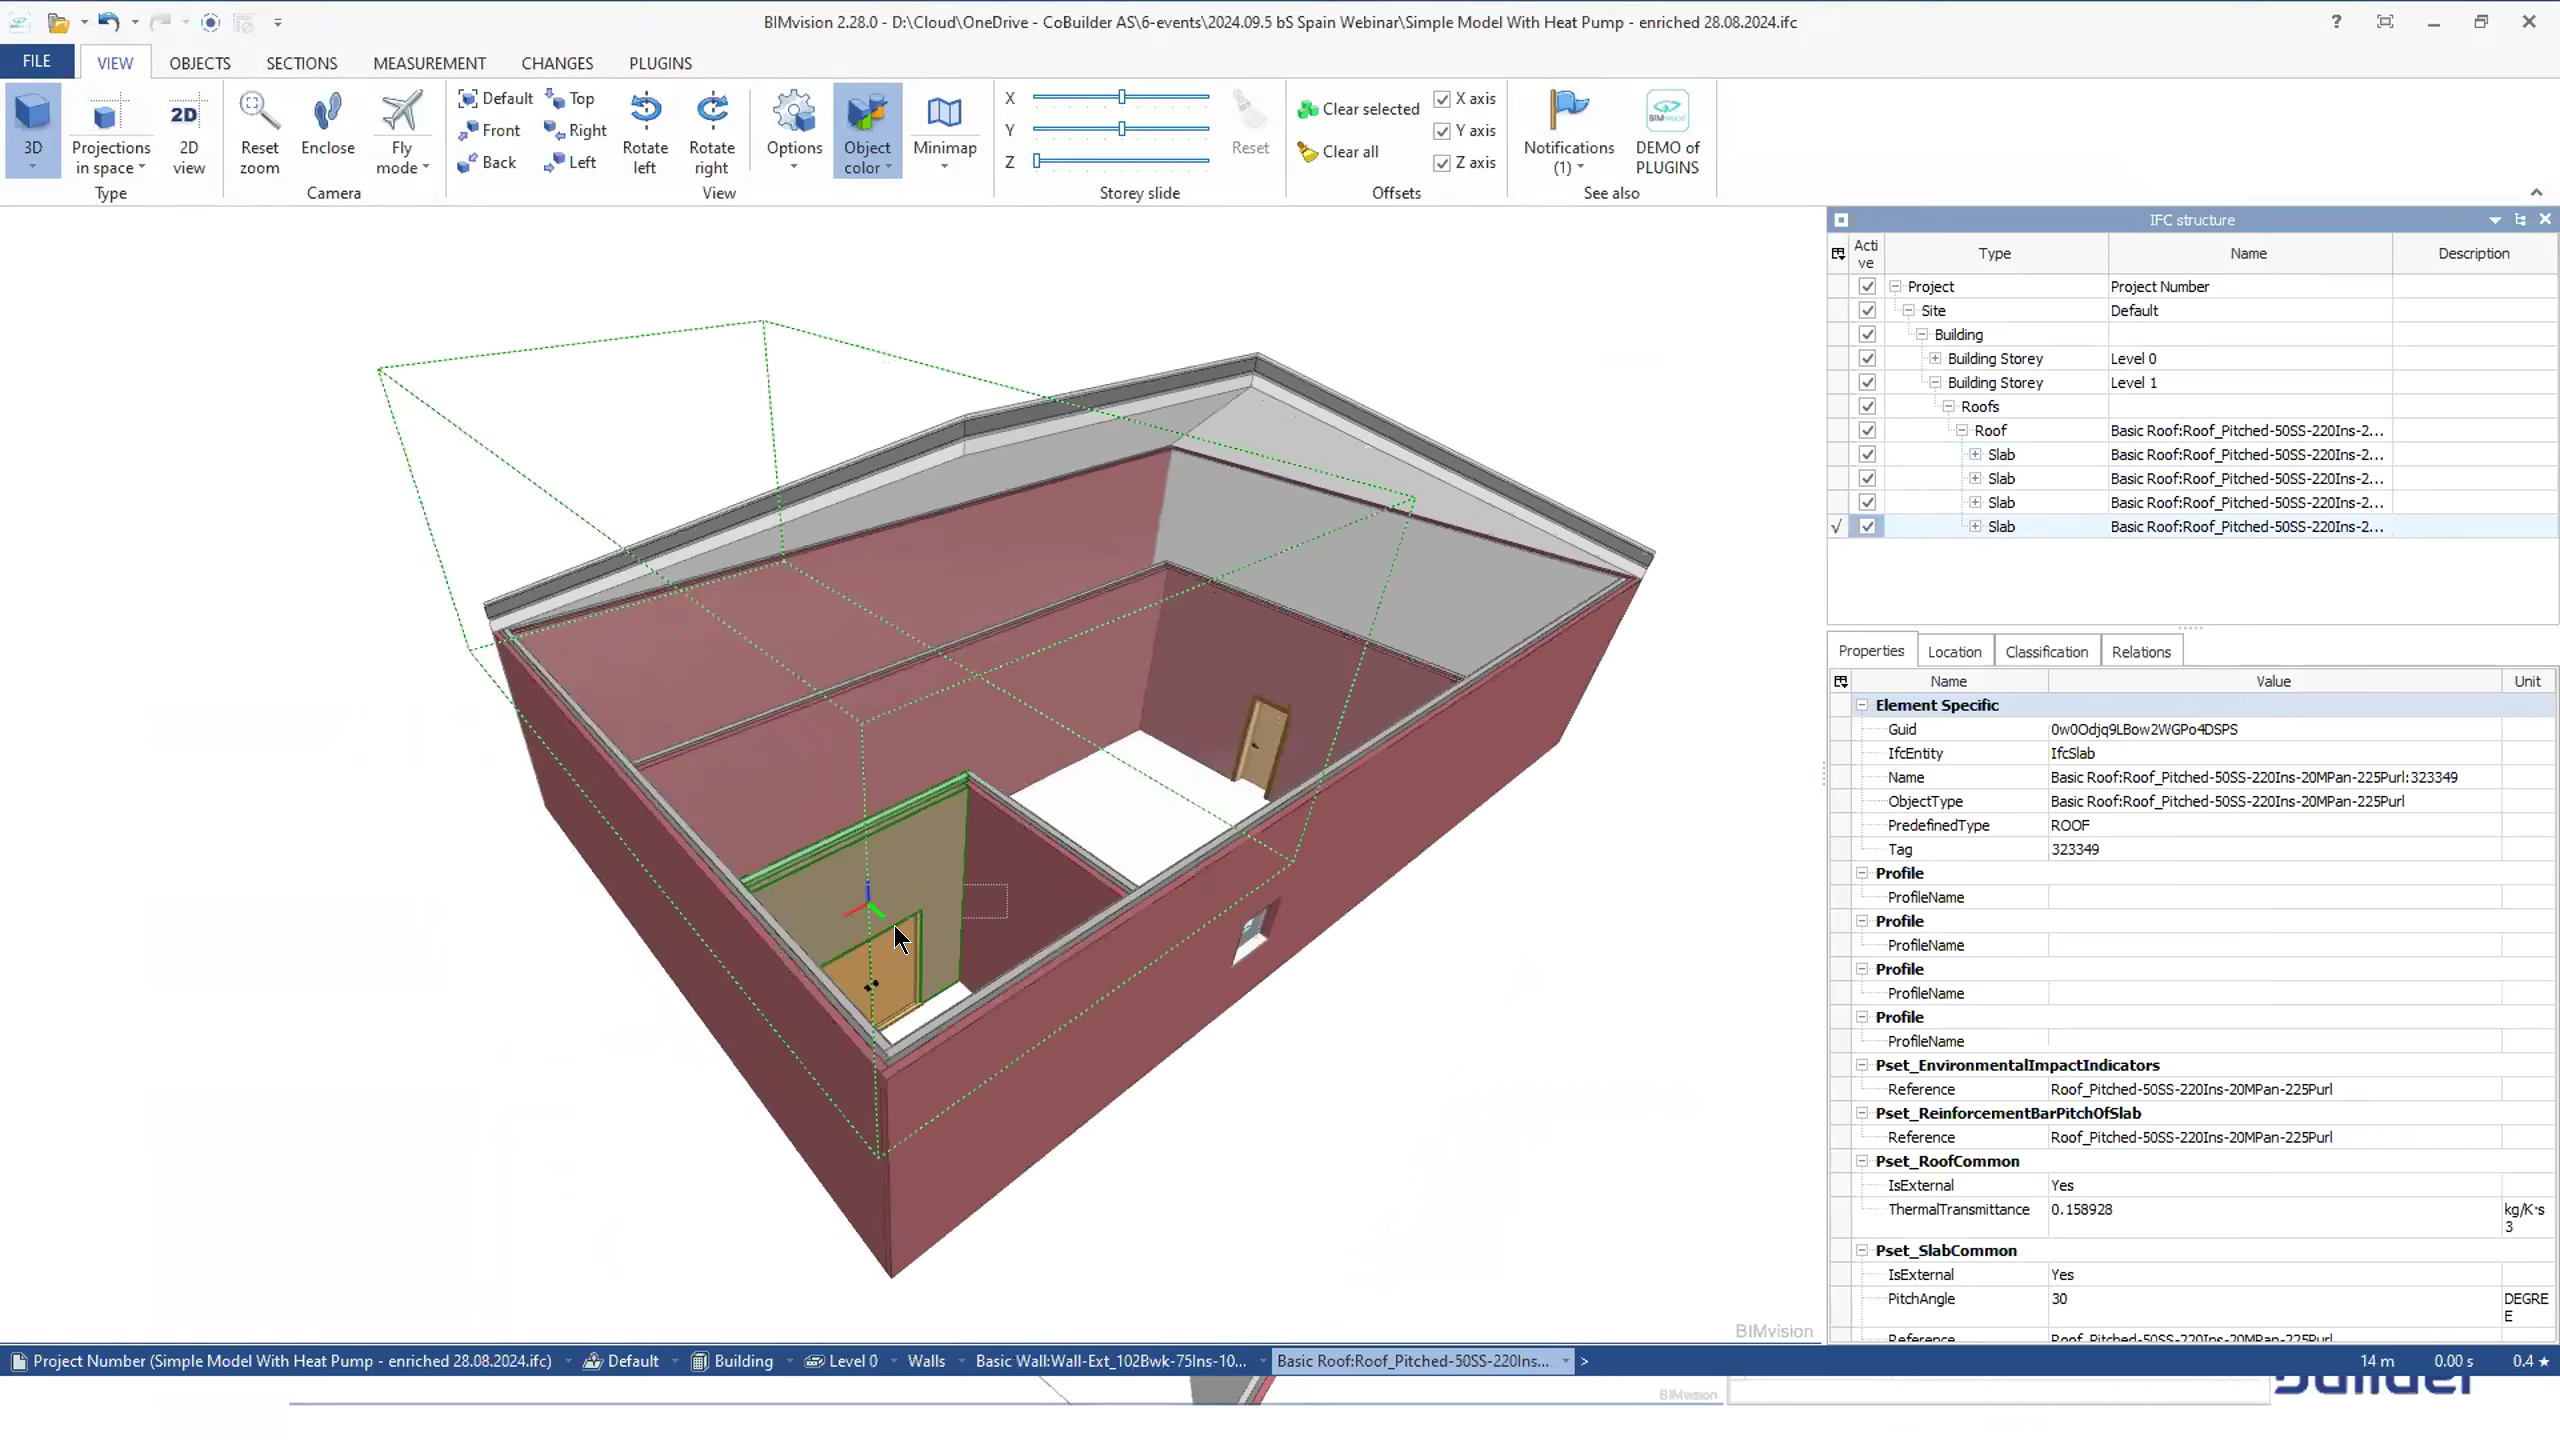 BIMvision 2.28.0 - D:\Cloud\OneDrive - CoBuilder AS\6-events\2024.09.5 bS Spain Webinar\Simple Model With Heat Pump - enriched 28.08.2024.ifc
FILE VIEW OBJECTS SECTIONS MEASUREMENT CHANGES PLUGINS
3D
Projections in space
2D view
Type
Reset zoom
Enclose
Fly mode
Camera
Default
Front
Back
Top
Right
Left
Rotate left
Rotate right
Options
Object color
Minimap
View
X
Y
Z
Reset
Storey slide
Clear selected
Clear all
X axis
Y axis
Z axis
Offsets
Notifications (1)
DEMO of PLUGINS
See also
IFC structure
Active Type Name Description
Project Project Number
Site Default
Building
Building Storey Level 0
Building Storey Level 1
Roofs
Roof Basic Roof:Roof_Pitched-50SS-220Ins-2...
Slab Basic Roof:Roof_Pitched-50SS-220Ins-2...
Slab Basic Roof:Roof_Pitched-50SS-220Ins-2...
Slab Basic Roof:Roof_Pitched-50SS-220Ins-2...
√ Slab Basic Roof:Roof_Pitched-50SS-220Ins-2...
Properties Location Classification Relations
Name Value Unit
Element Specific
Guid 0w0Odjq9LBow2WGPo4DSPS
IfcEntity IfcSlab
Name Basic Roof:Roof_Pitched-50SS-220Ins-20MPan-225Purl:323349
ObjectType Basic Roof:Roof_Pitched-50SS-220Ins-20MPan-225Purl
PredefinedType ROOF
Tag 323349
Profile
ProfileName
Profile
ProfileName
Profile
ProfileName
Profile
ProfileName
Pset_EnvironmentalImpactIndicators
Reference Roof_Pitched-50SS-220Ins-20MPan-225Purl
Pset_ReinforcementBarPitchOfSlab
Reference Roof_Pitched-50SS-220Ins-20MPan-225Purl
Pset_RoofCommon
IsExternal Yes
ThermalTransmittance 0.158928 kg/K·s3
Pset_SlabCommon
IsExternal Yes
PitchAngle 30 DEGREE
Reference Roof_Pitched-50SS-220Ins-20MPan-225Purl
BIMvision
Project Number (Simple Model With Heat Pump - enriched 28.08.2024.ifc) Default Building Level 0 Walls Basic Wall:Wall-Ext_102Bwk-75Ins-10... Basic Roof:Roof_Pitched-50SS-220Ins... > 14 m 0.00 s 0.4 ★
BIMvision
builder